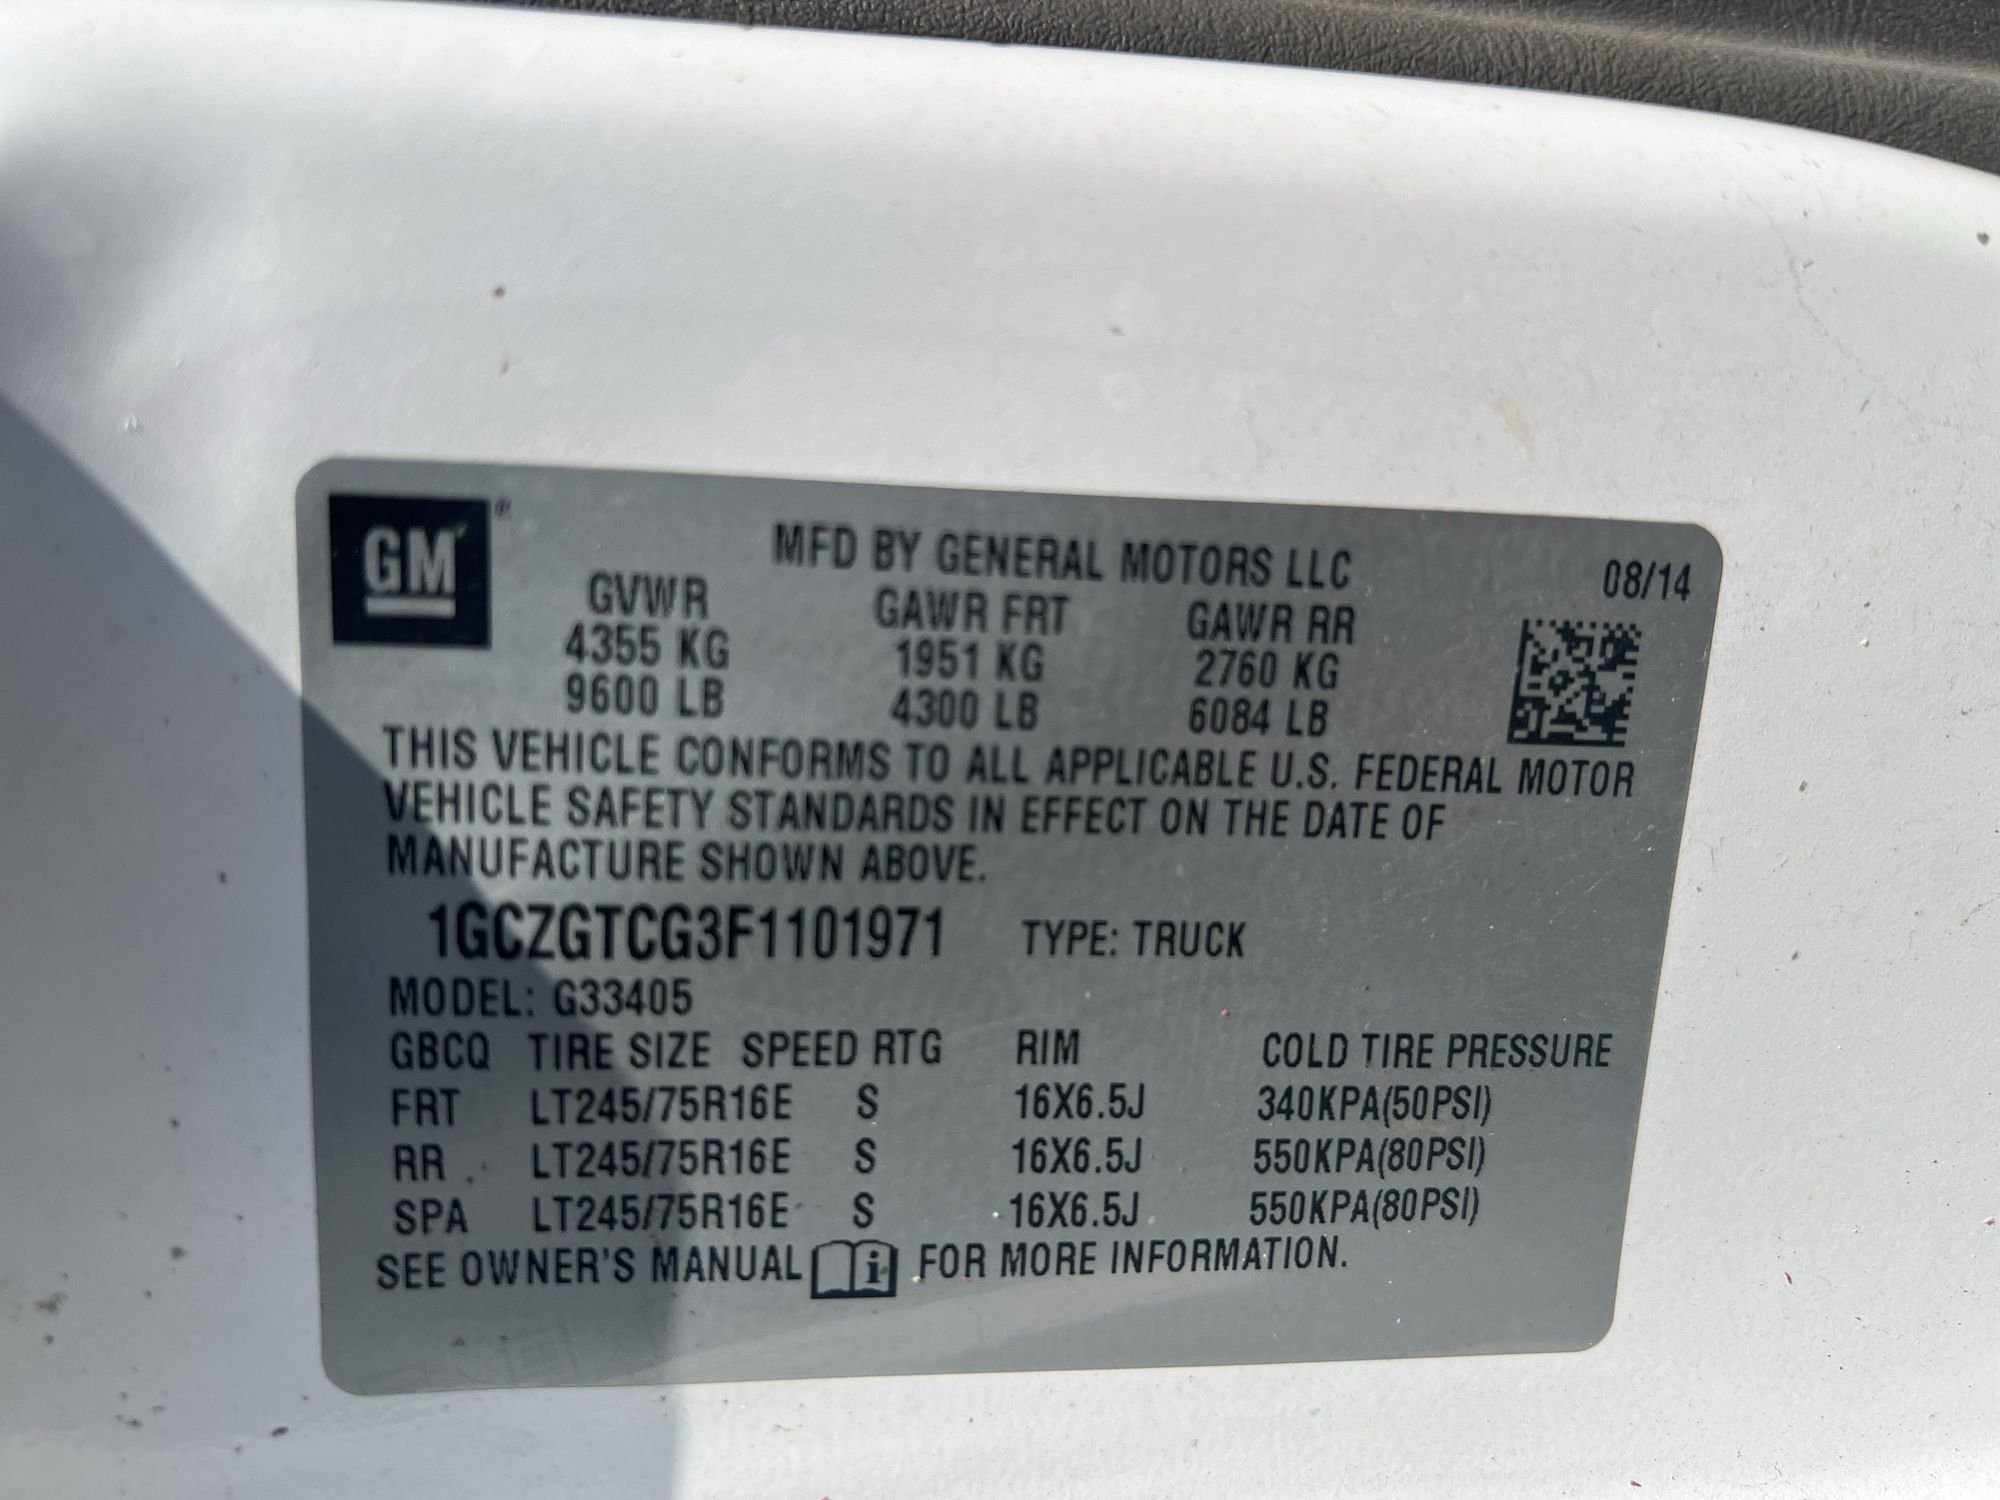 GM®
MFD BY GENERAL MOTORS LLC 08/14
GVWR GAWR FRT GAWR RR
4355 KG 1951 KG 2760 KG
9600 LB 4300 LB 6084 LB
THIS VEHICLE CONFORMS TO ALL APPLICABLE U.S. FEDERAL MOTOR
VEHICLE SAFETY STANDARDS IN EFFECT ON THE DATE OF
MANUFACTURE SHOWN ABOVE.
1GCZGTCG3F1101971 TYPE: TRUCK
MODEL: G33405
GBCQ TIRE SIZE SPEED RTG RIM COLD TIRE PRESSURE
FRT LT245/75R16E S 16X6.5J 340KPA(50PSI)
RR LT245/75R16E S 16X6.5J 550KPA(80PSI)
SPA LT245/75R16E S 16X6.5J 550KPA(80PSI)
SEE OWNER'S MANUAL i FOR MORE INFORMATION.